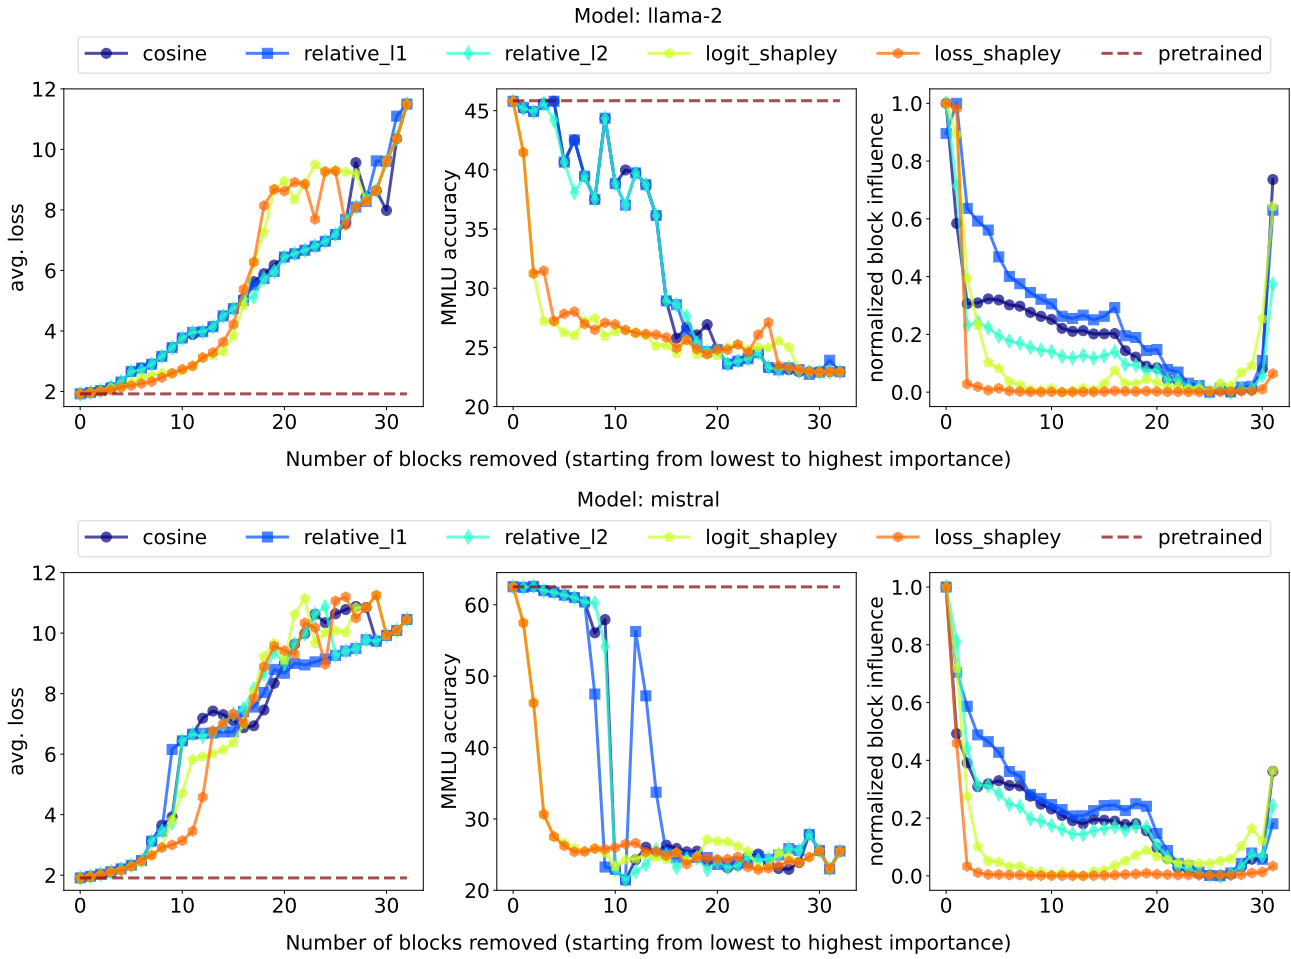 Model: llama-2
cosine relative_l1 relative_l2 logit_shapley loss_shapley pretrained
avg. loss
12
10
8
6
4
2
0 10 20 30
MMLU accuracy
45
40
35
30
25
20
0 10 20 30
normalized block influence
1.0
0.8
0.6
0.4
0.2
0.0
0 10 20 30
Number of blocks removed (starting from lowest to highest importance)
Model: mistral
cosine relative_l1 relative_l2 logit_shapley loss_shapley pretrained
avg. loss
12
10
8
6
4
2
0 10 20 30
MMLU accuracy
60
50
40
30
20
0 10 20 30
normalized block influence
1.0
0.8
0.6
0.4
0.2
0.0
0 10 20 30
Number of blocks removed (starting from lowest to highest importance)